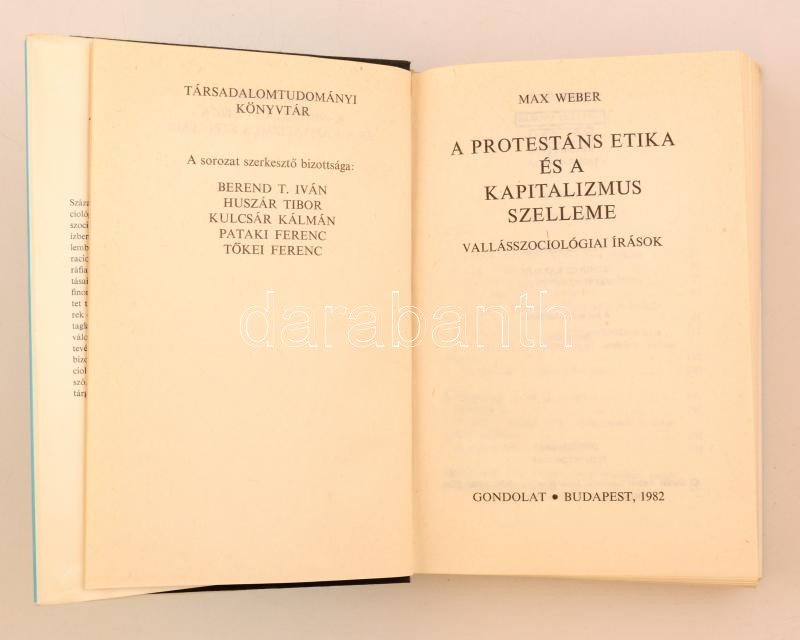 TÁRSADALOMTUDOMÁNYI
KÖNYVTÁR
A sorozat szerkesztő bizottsága:
BEREND T. IVÁN
HUSZÁR TIBOR
KULCSÁR KÁLMÁN
PATAKI FERENC
TŐKEI FERENC
MAX WEBER
A PROTESTÁNS ETIKA
ÉS A
KAPITALIZMUS
SZELLEME
VALLÁSSZOCIOLÓGIAI ÍRÁSOK
GONDOLAT • BUDAPEST, 1982
darabanth